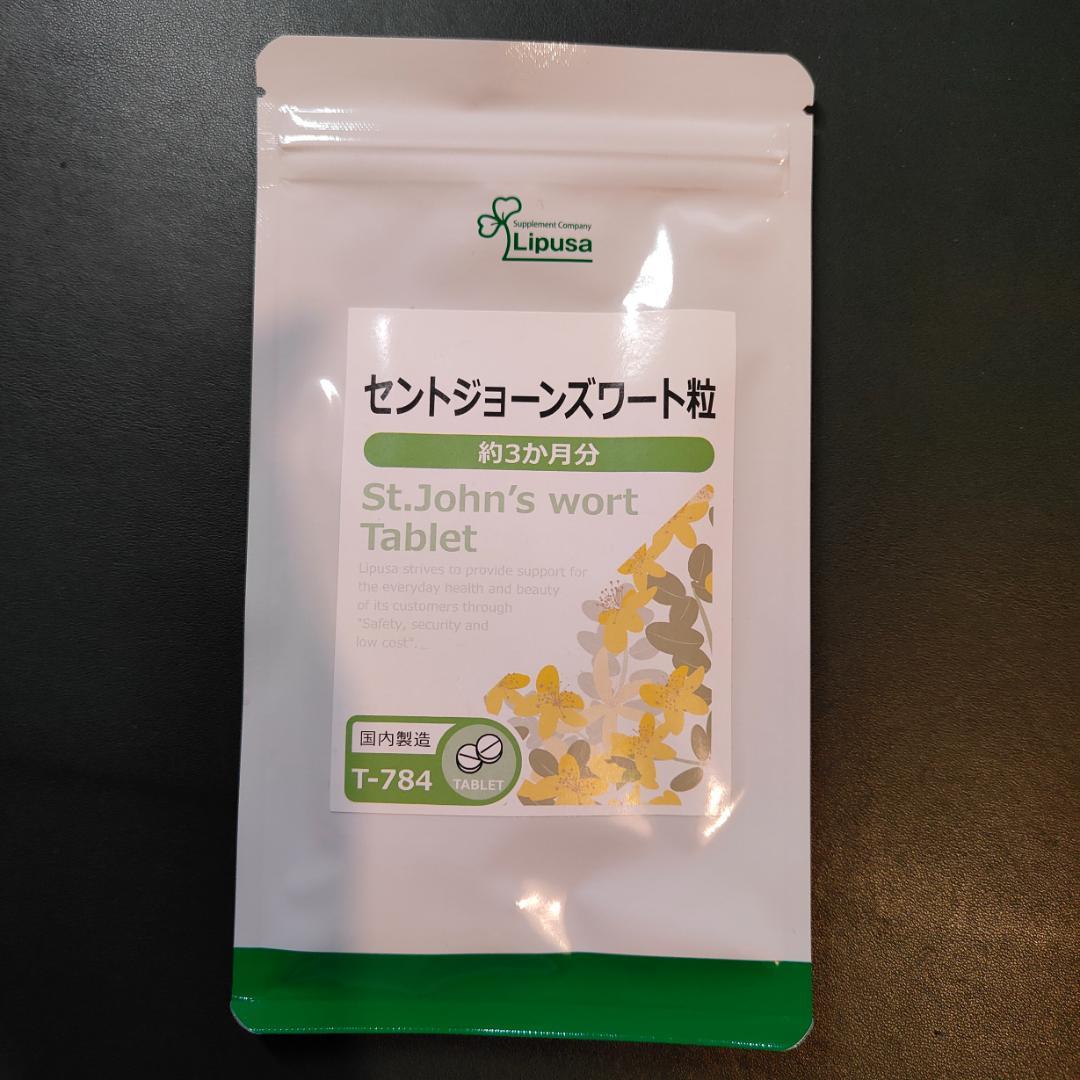 Supplement Company
Lipusa
セントジョーンズワート粒
約3か月分
St.John's wort
Tablet
Lipusa strives to provide support for
the everyday health and beauty
of its customers through
"Safety, security and
low cost".
国内製造
T-784
TABLET